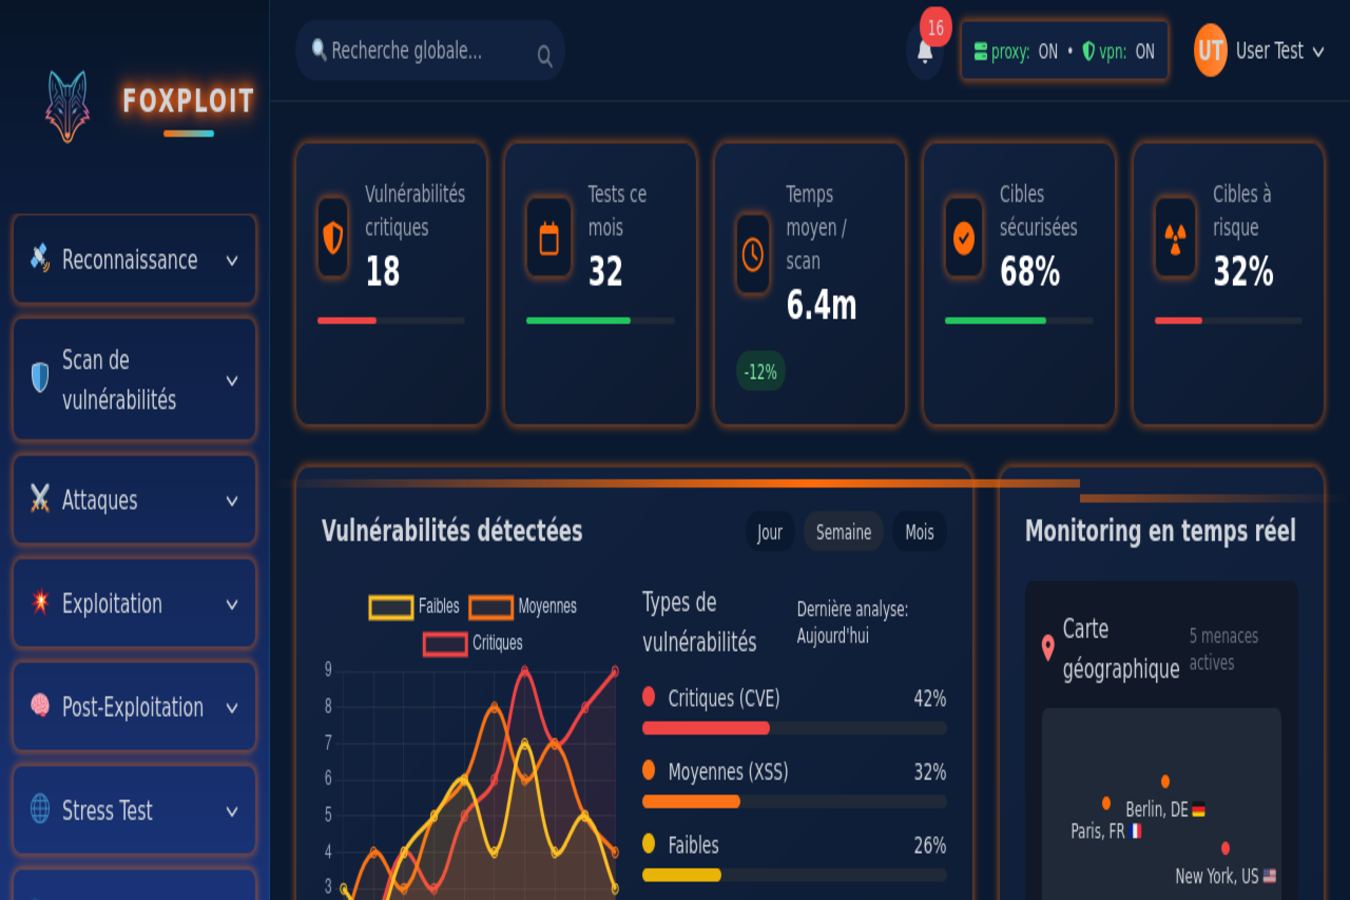 FOXPLOIT
Reconnaissance
Scan de
vulnérabilités
Attaques
Exploitation
Post-Exploitation
Stress Test
Recherche globale...
16
proxy: ON • vpn: ON
UT
User Test
Vulnérabilités
critiques
18
Tests ce
mois
32
Temps
moyen /
scan
6.4m
-12%
Cibles
sécurisées
68%
Cibles à
risque
32%
Vulnérabilités détectées
Jour
Semaine
Mois
Faibles
Moyennes
Critiques
9
8
7
6
5
4
3
Types de
vulnérabilités
Dernière analyse:
Aujourd'hui
Critiques (CVE) 42%
Moyennes (XSS) 32%
Faibles 26%
Monitoring en temps réel
Carte
géographique
5 menaces
actives
Berlin, DE
Paris, FR
New York, US